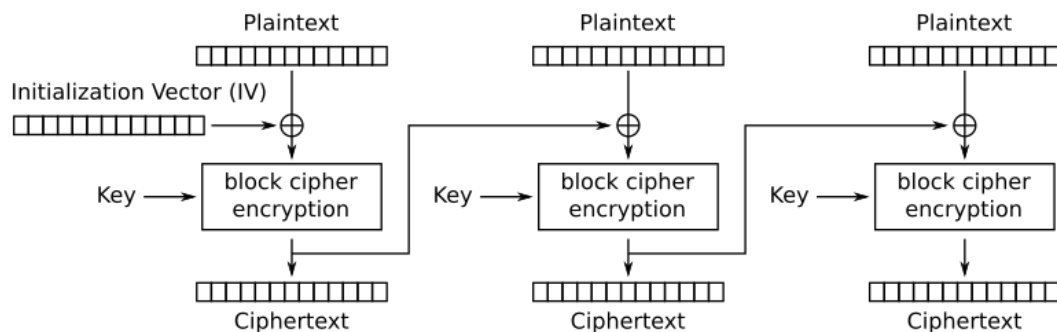 Plaintext
Plaintext
Plaintext
Initialization Vector (IV)
Key
block cipher
encryption
Key
block cipher
encryption
Key
block cipher
encryption
Ciphertext
Ciphertext
Ciphertext